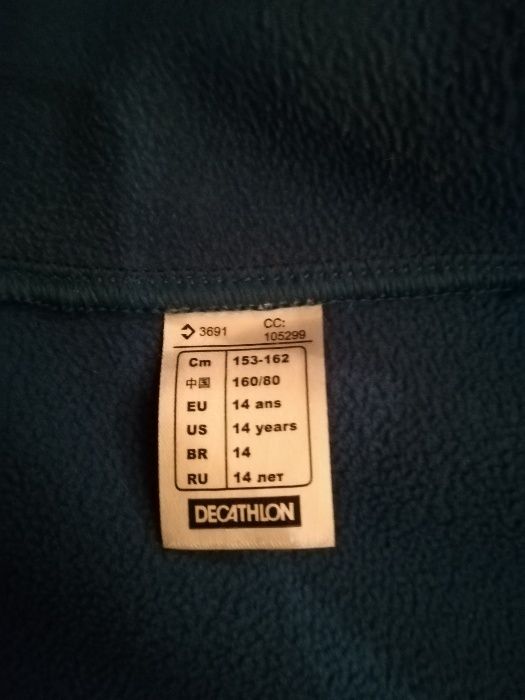 3691 CC:
105299
Cm 153-162
中国 160/80
EU 14 ans
US 14 years
BR 14
RU 14 лет
DECATHLON